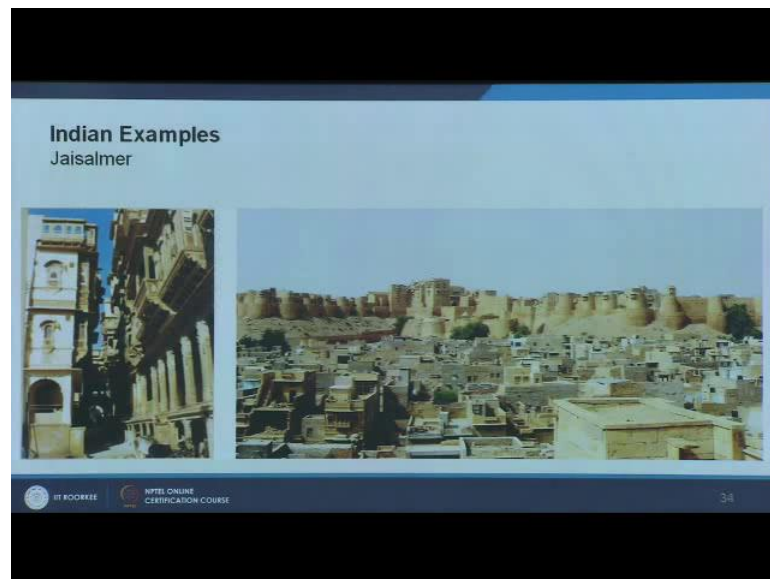 Indian Examples
Jaisalmer
IIT ROORKEE
NPTEL ONLINE
CERTIFICATION COURSE
34